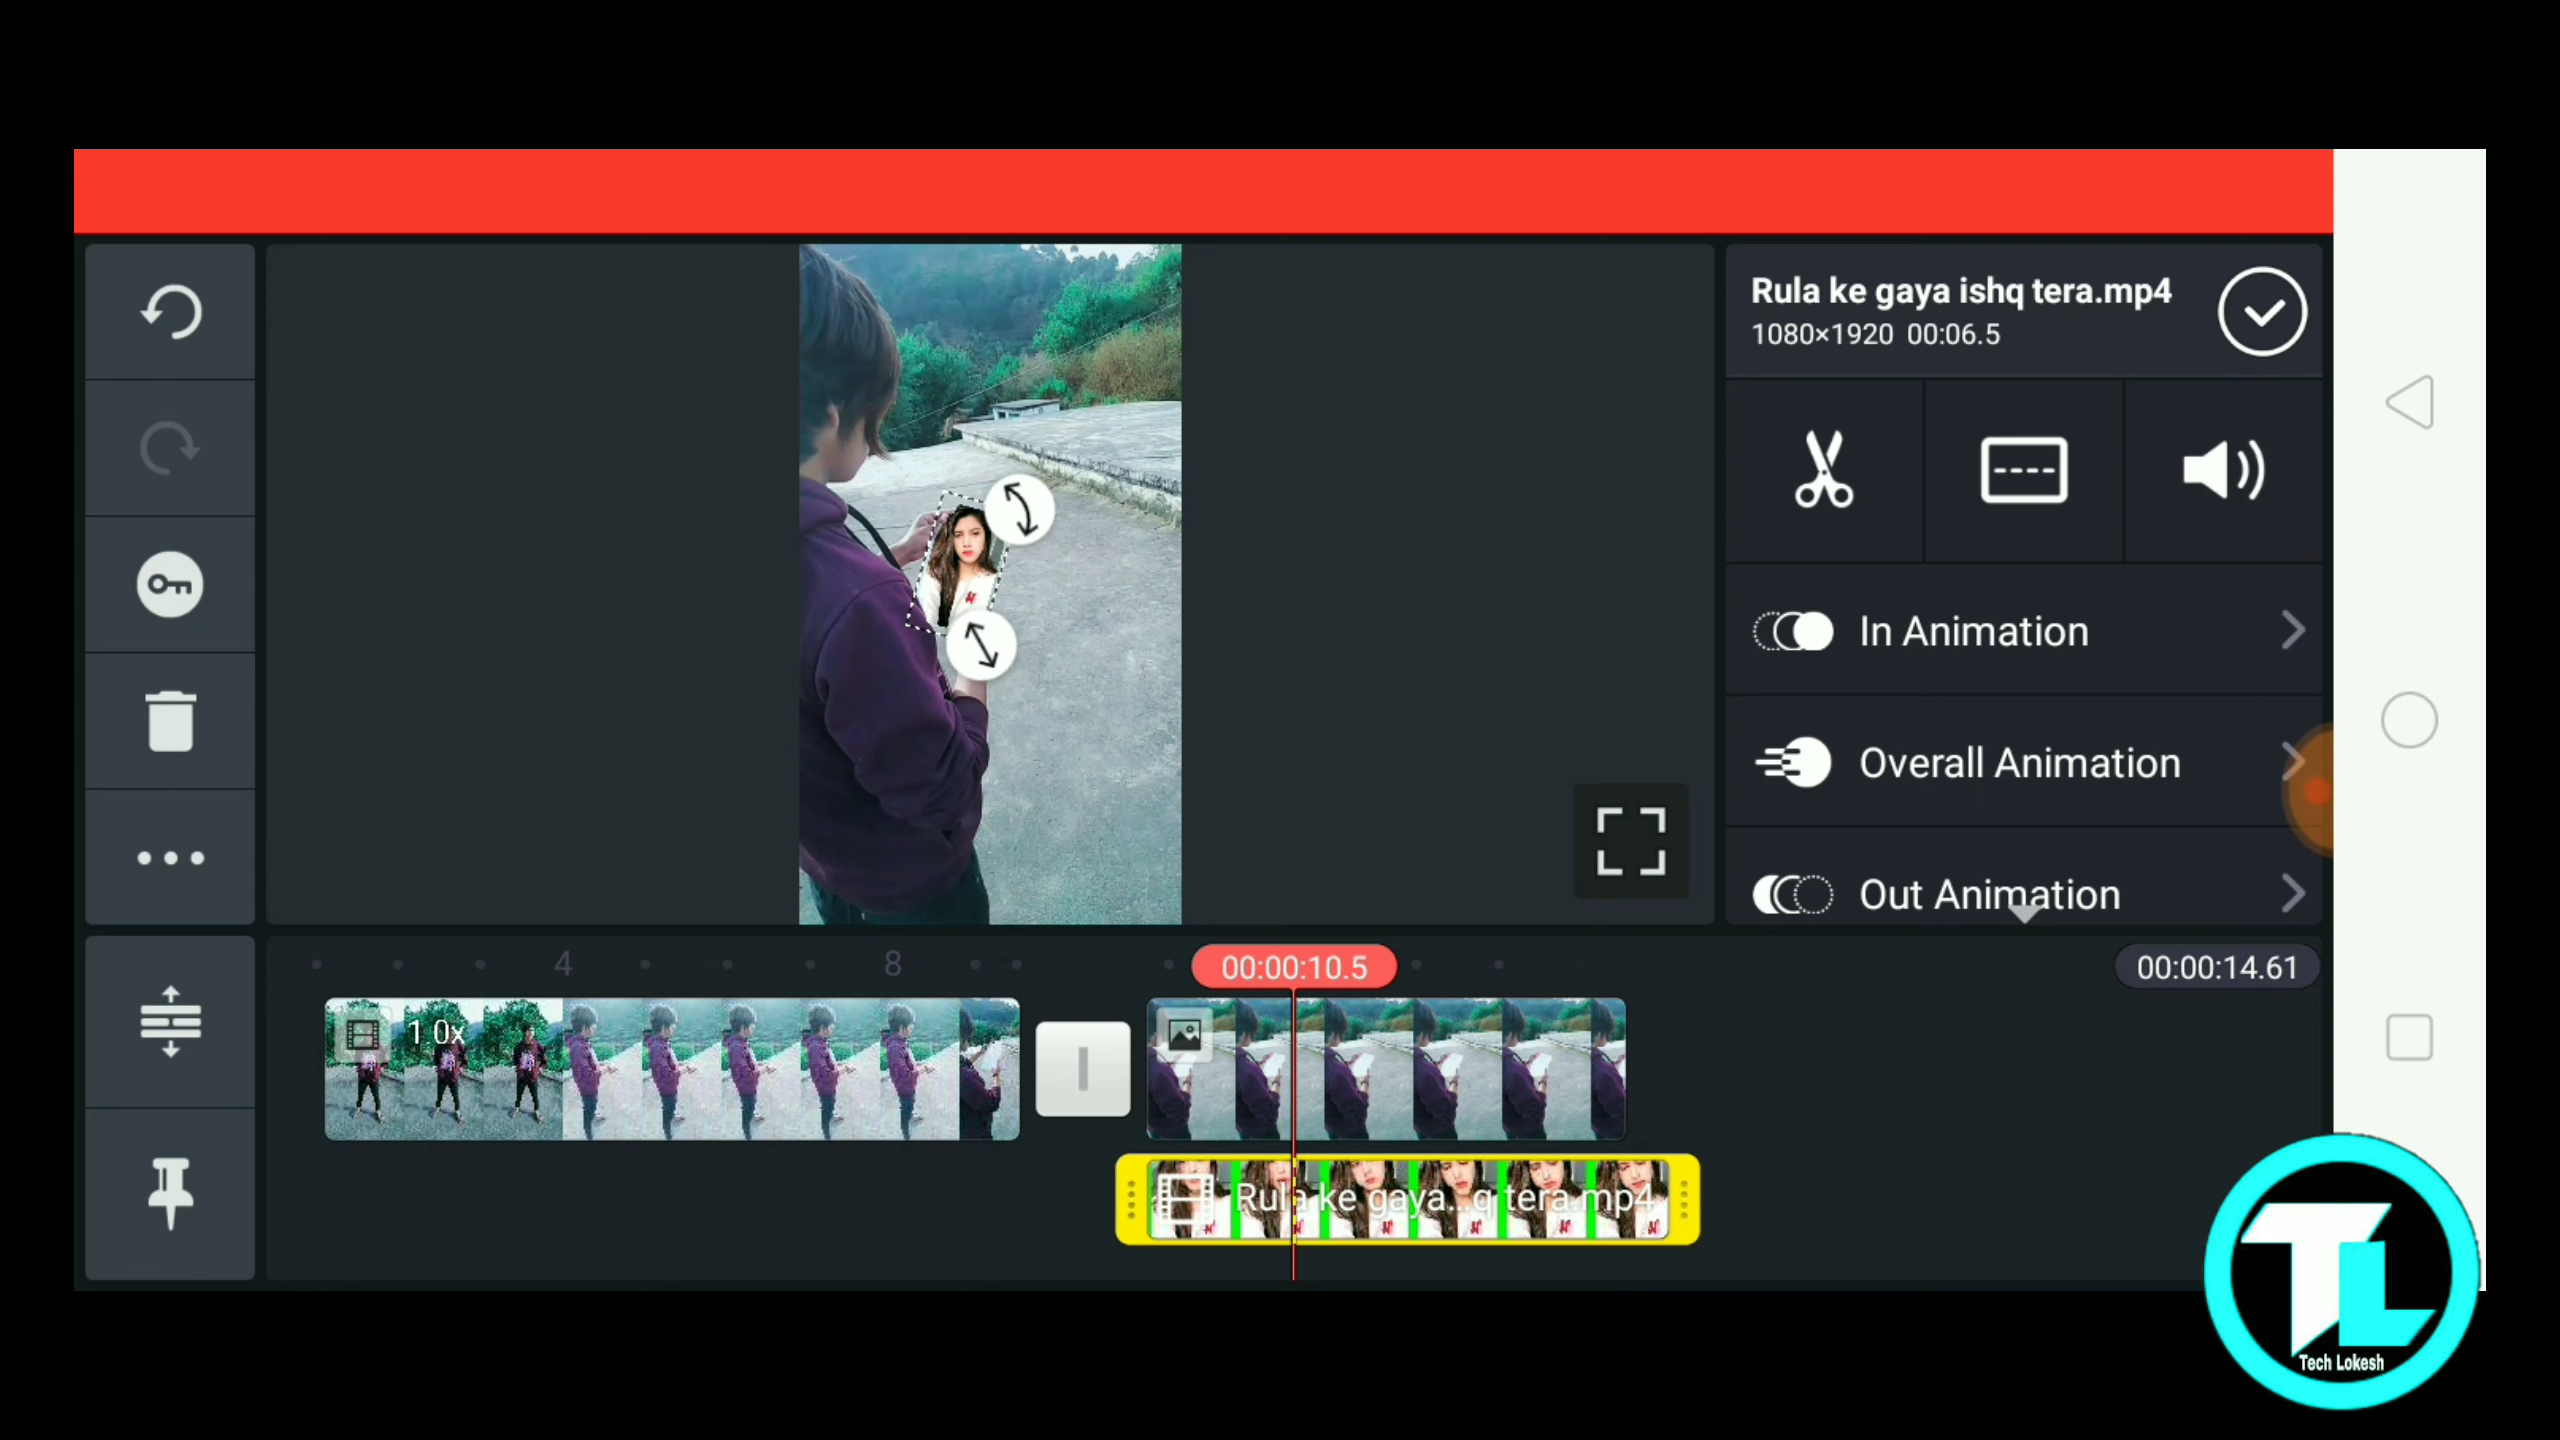 Rula ke gaya ishq tera.mp4
1080×1920 00:06.5
In Animation
Overall Animation
Out Animation
4
8
00:00:10.5
00:00:14.61
1.0x
Rula ke gaya...q tera.mp4
TL
Tech Lokesh